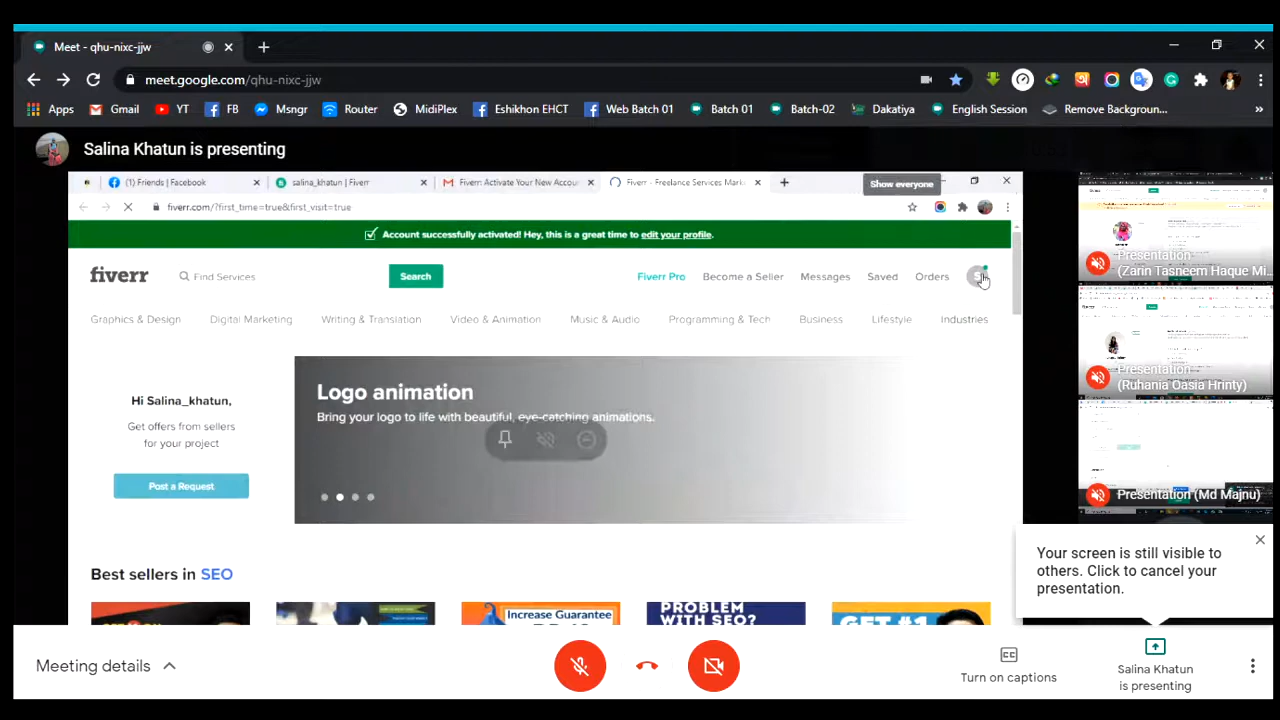 Meet - qhu-nixc-jjw
meet.google.com/qhu-nixc-jjw
Apps Gmail YT FB Msngr Router MidiPlex Eshikhon EHCT Web Batch 01 Batch 01 Batch-02 Dakatiya English Session Remove Backgroun...
Salina Khatun is presenting
(1) Friends | Facebook
salina_khatun | Fiverr
Fiverr: Activate Your New Accou
Fiverr - Freelance Services Mark
Show everyone
fiverr.com/?first_time=true&first_visit=true
Account successfully activated! Hey, this is a great time to edit your profile.
fiverr
Find Services
Search
Fiverr Pro Become a Seller Messages Saved Orders
Graphics & Design Digital Marketing Writing & Translation Video & Animation Music & Audio Programming & Tech Business Lifestyle Industries
Hi Salina_khatun,
Get offers from sellers
for your project
Post a Request
Logo animation
Bring your logo to life with beautiful, eye-catching animations.
Best sellers in SEO
Increase Guarantee
PROBLEM
WITH SEO?
GET #1
Presentation
(Zarin Tasneem Haque Mi...
Presentation
(Ruhania Oasia Hrinty)
Presentation (Md Majnu)
Your screen is still visible to
others. Click to cancel your
presentation.
Meeting details
CC
Turn on captions
Salina Khatun
is presenting